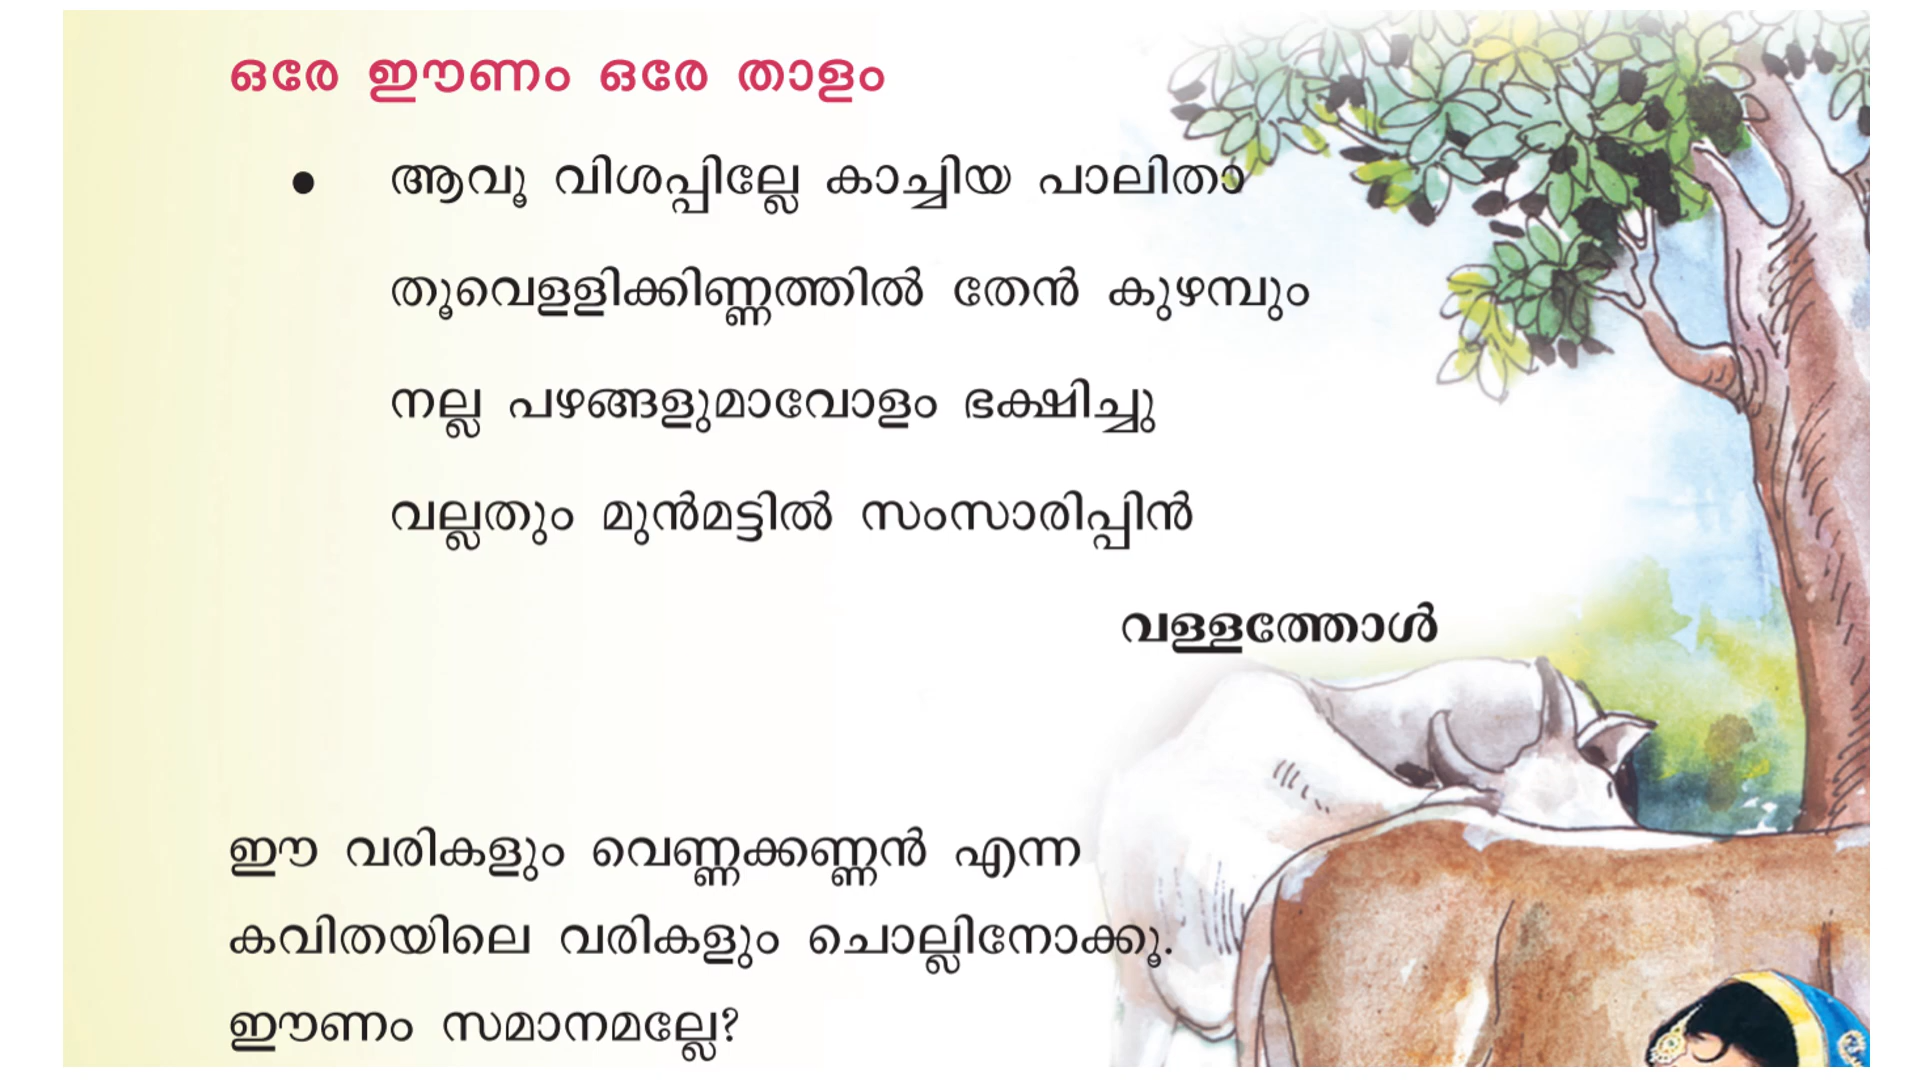 ഒരേ ഈണം ഒരേ താളം
• ആവൂ വിശപ്പില്ലേ കാച്ചിയ പാലിതാ
തൂവെള്ളിക്കിണ്ണത്തിൽ തേൻ കുഴമ്പും
നല്ല പഴങ്ങളുമാവോളം ഭക്ഷിച്ചു
വല്ലതും മുൻമട്ടിൽ സംസാരിപ്പിൻ
വള്ളത്തോൾ
ഈ വരികളും വെണ്ണക്കണ്ണൻ എന്ന
കവിതയിലെ വരികളും ചൊല്ലിനോക്കൂ.
ഈണം സമാനമല്ലേ?